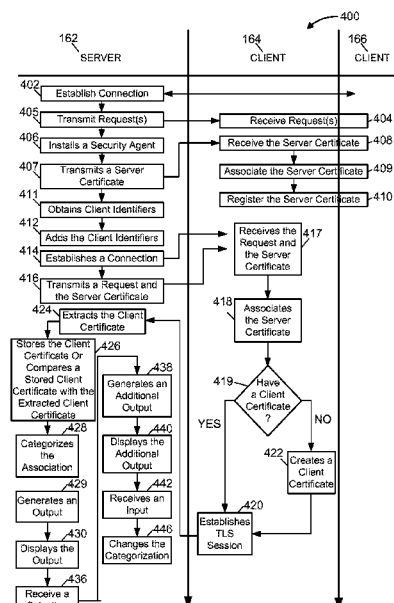 400
162
164
166
SERVER
CLIENT
CLIENT
402
Establish Connection
405
Transmit Request(s)
Receive Request(s)
404
406
Installs a Security Agent
Receive the Server Certificate
408
407
Transmits a Server
Certificate
Associate the Server Certificate
409
411
Obtains Client Identifiers
Register the Server Certificate
410
412
Adds the Client Identifiers
414
Establishes a Connection
416
Transmits a Request and
the Server Certificate
Receives the
Request and
the Server
Certificate
417
424
Extracts the Client
Certificate
418
Associates
the Server
Certificate
Stores the Client
Certificate Or
Compares a
Stored Client
Certificate with the
Extracted Client
Certificate
426
428
Categorizes
the
Association
429
Generates an
Output
430
Displays the
Output
436
Receive a
438
Generates an
Additional
Output
440
Displays the
Additional
Output
442
Receives an
Input
446
Changes the
Categorization
419
Have
a Client
Certificate
?
YES
NO
422
Creates a
Client
Certificate
420
Establishes
TLS
Session